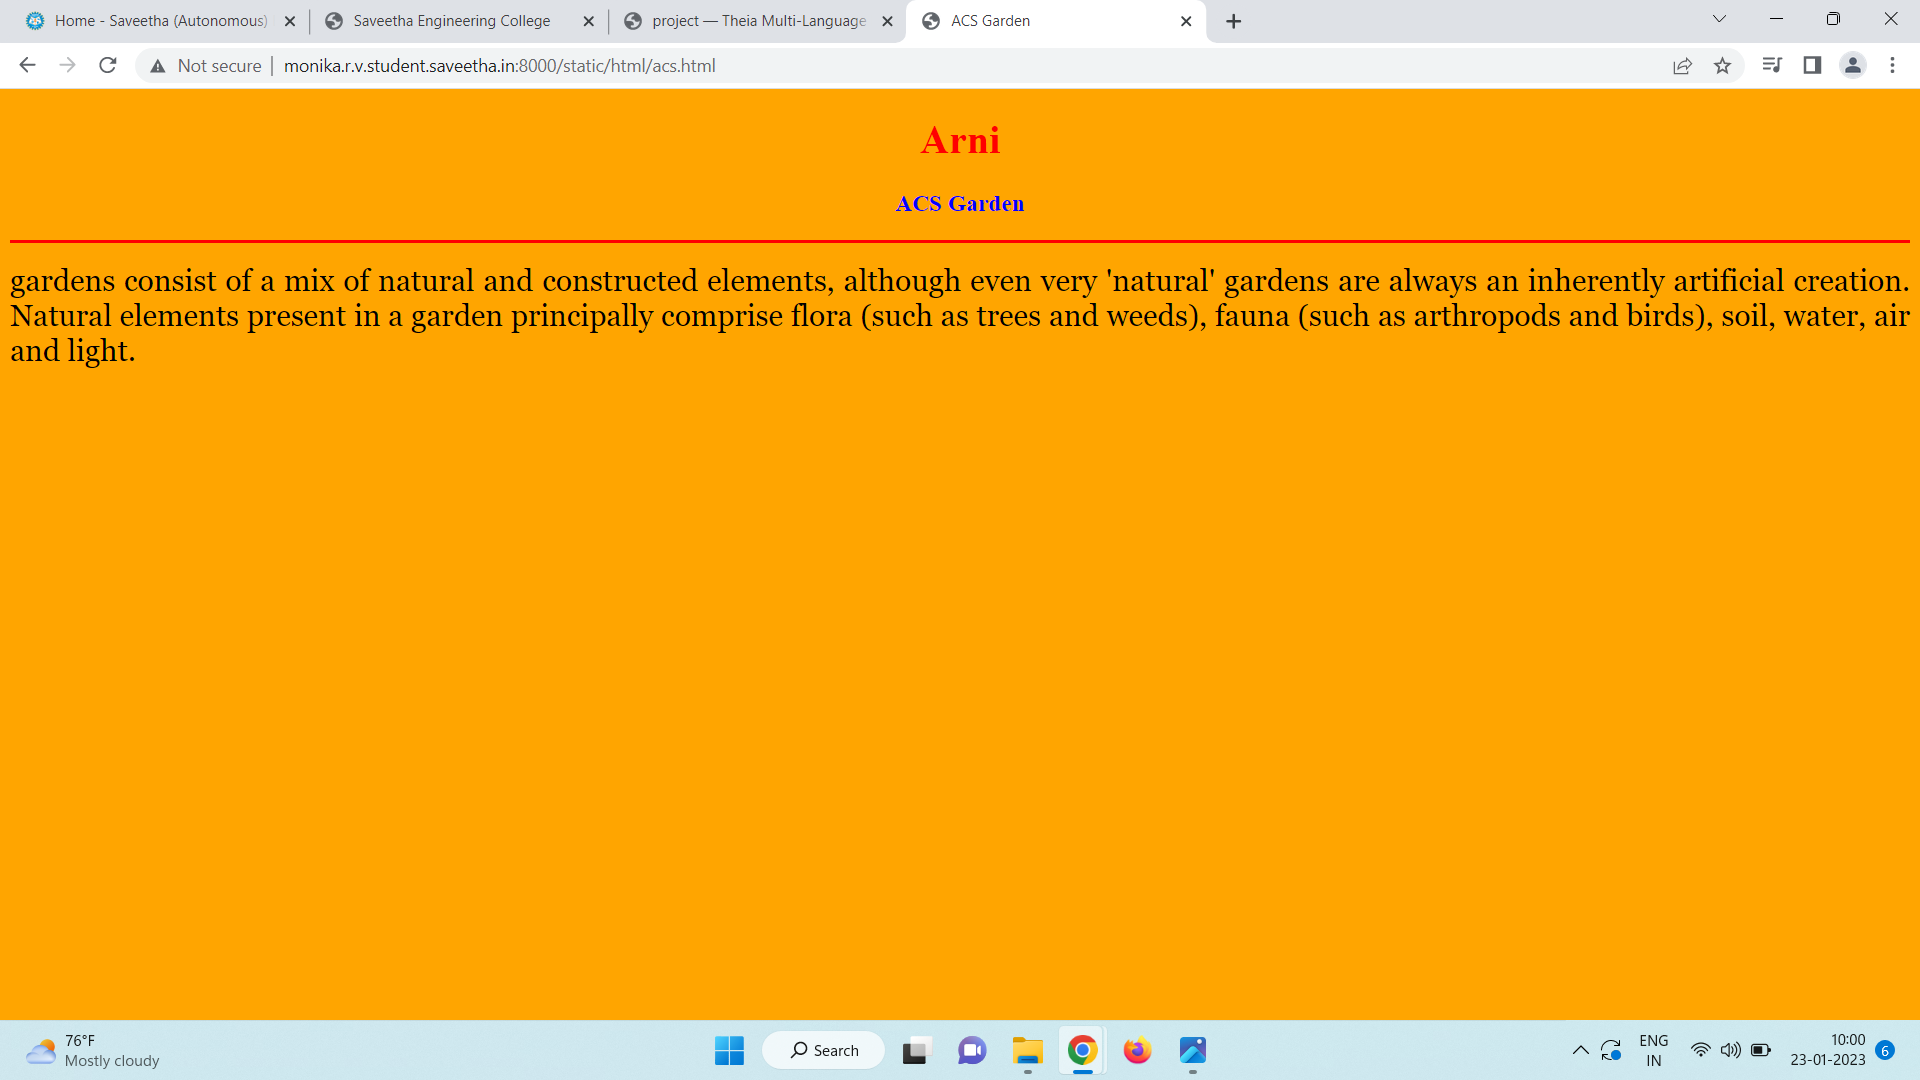 Home - Saveetha (Autonomous)
Saveetha Engineering College
project — Theia Multi-Language
ACS Garden
Not secure
monika.r.v.student.saveetha.in:8000/static/html/acs.html
Arni
ACS Garden
gardens consist of a mix of natural and constructed elements, although even very 'natural' gardens are always an inherently artificial creation.
Natural elements present in a garden principally comprise flora (such as trees and weeds), fauna (such as arthropods and birds), soil, water, air
and light.
76°F
Mostly cloudy
Search
ENG
IN
10:00
23-01-2023
6